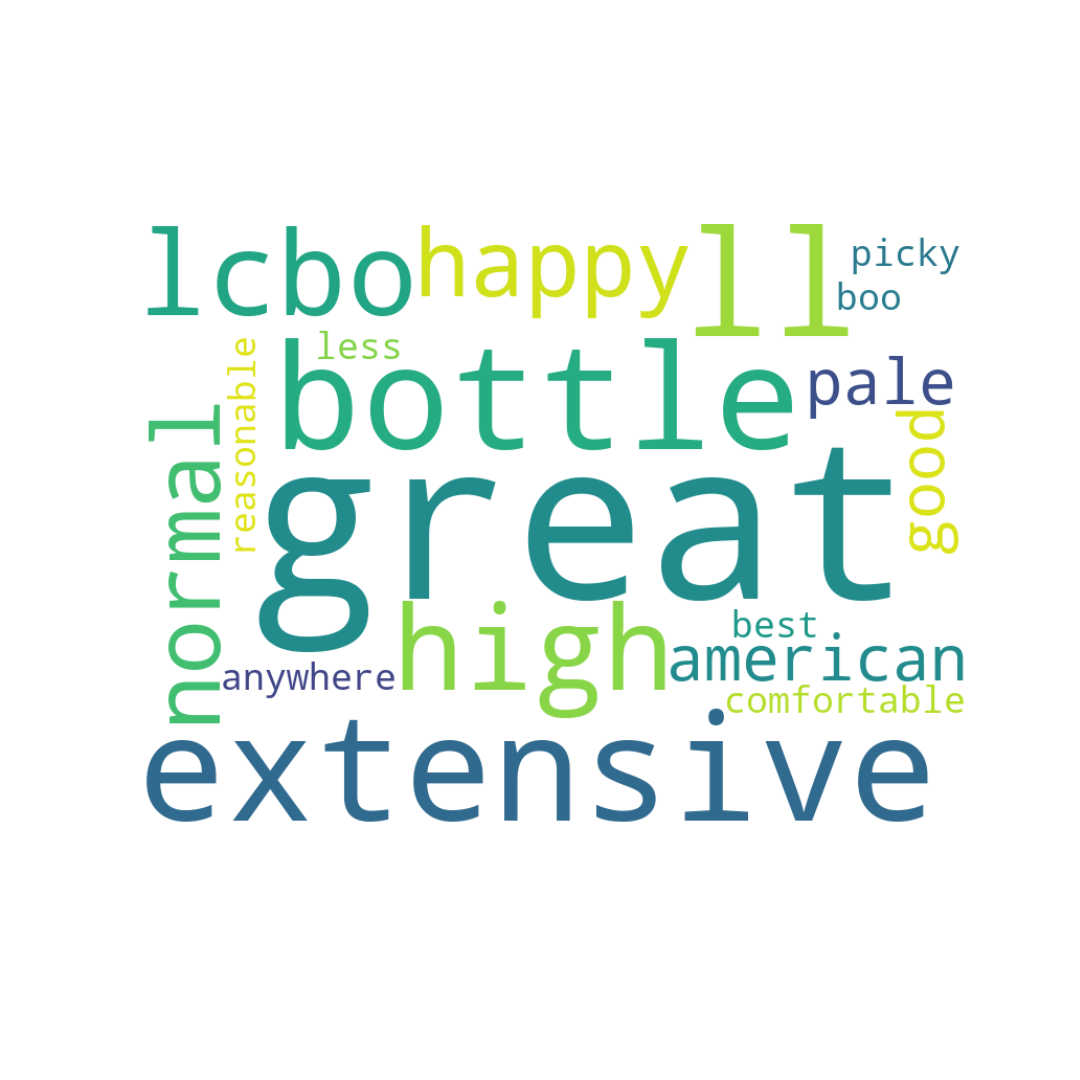 lcbo
happy
ll
picky
boo
less
bottle
pale
reasonable
normal
great
good
high
best
american
anywhere
comfortable
extensive